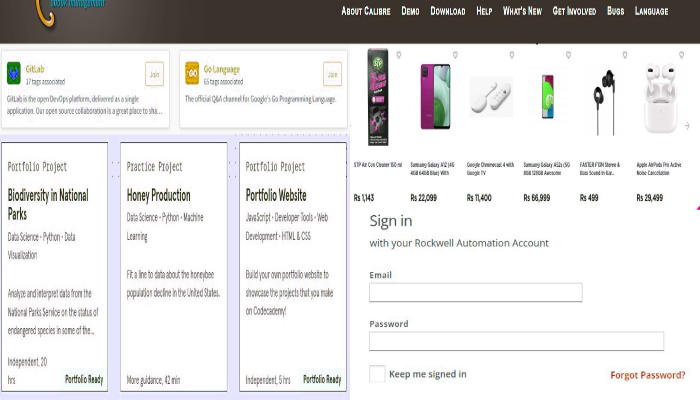 ebook management
About Calibre Demo Download Help What's New Get Involved Bugs Language
GitLab
17 tags associated
Join
GitLab is the open DevOps platform, delivered as a single
application. Our open source collaboration is a great place to sha...
Go Language
65 tags associated
Join
The official Q&A channel for Google's Go Programming Language.
STP Air Con Cleaner 150 ml
Rs 1,143
Samsung Galaxy A12 (4G
4GB 64GB Blue) With
Rs 22,099
Google Chromecast 4 with
Google TV
Rs 11,400
Samsung Galaxy A52s (5G
8GB 128GB Awesome
Rs 66,999
FASTER F10N Stereo &
Bass Sound In-Ear...
Rs 499
Apple AirPods Pro Active
Noise Cancelation
Rs 29,499
Portfolio Project
Biodiversity in National
Parks
Data Science • Python • Data
Visualization
Analyze and interpret data from the
National Parks Service on the status of
endangered species in some of the...
Independent, 20
hrs
Portfolio Ready
Practice Project
Honey Production
Data Science • Python • Machine
Learning
Fit a line to data about the honeybee
population decline in the United States.
More guidance, 42 min
Portfolio Project
Portfolio Website
JavaScript • Developer Tools • Web
Development • HTML & CSS
Build your own portfolio website to
showcase the projects that you make
on Codecademy!
Independent, 5 hrs
Portfolio Ready
Sign in
with your Rockwell Automation Account
Email
Password
Keep me signed in
Forgot Password?